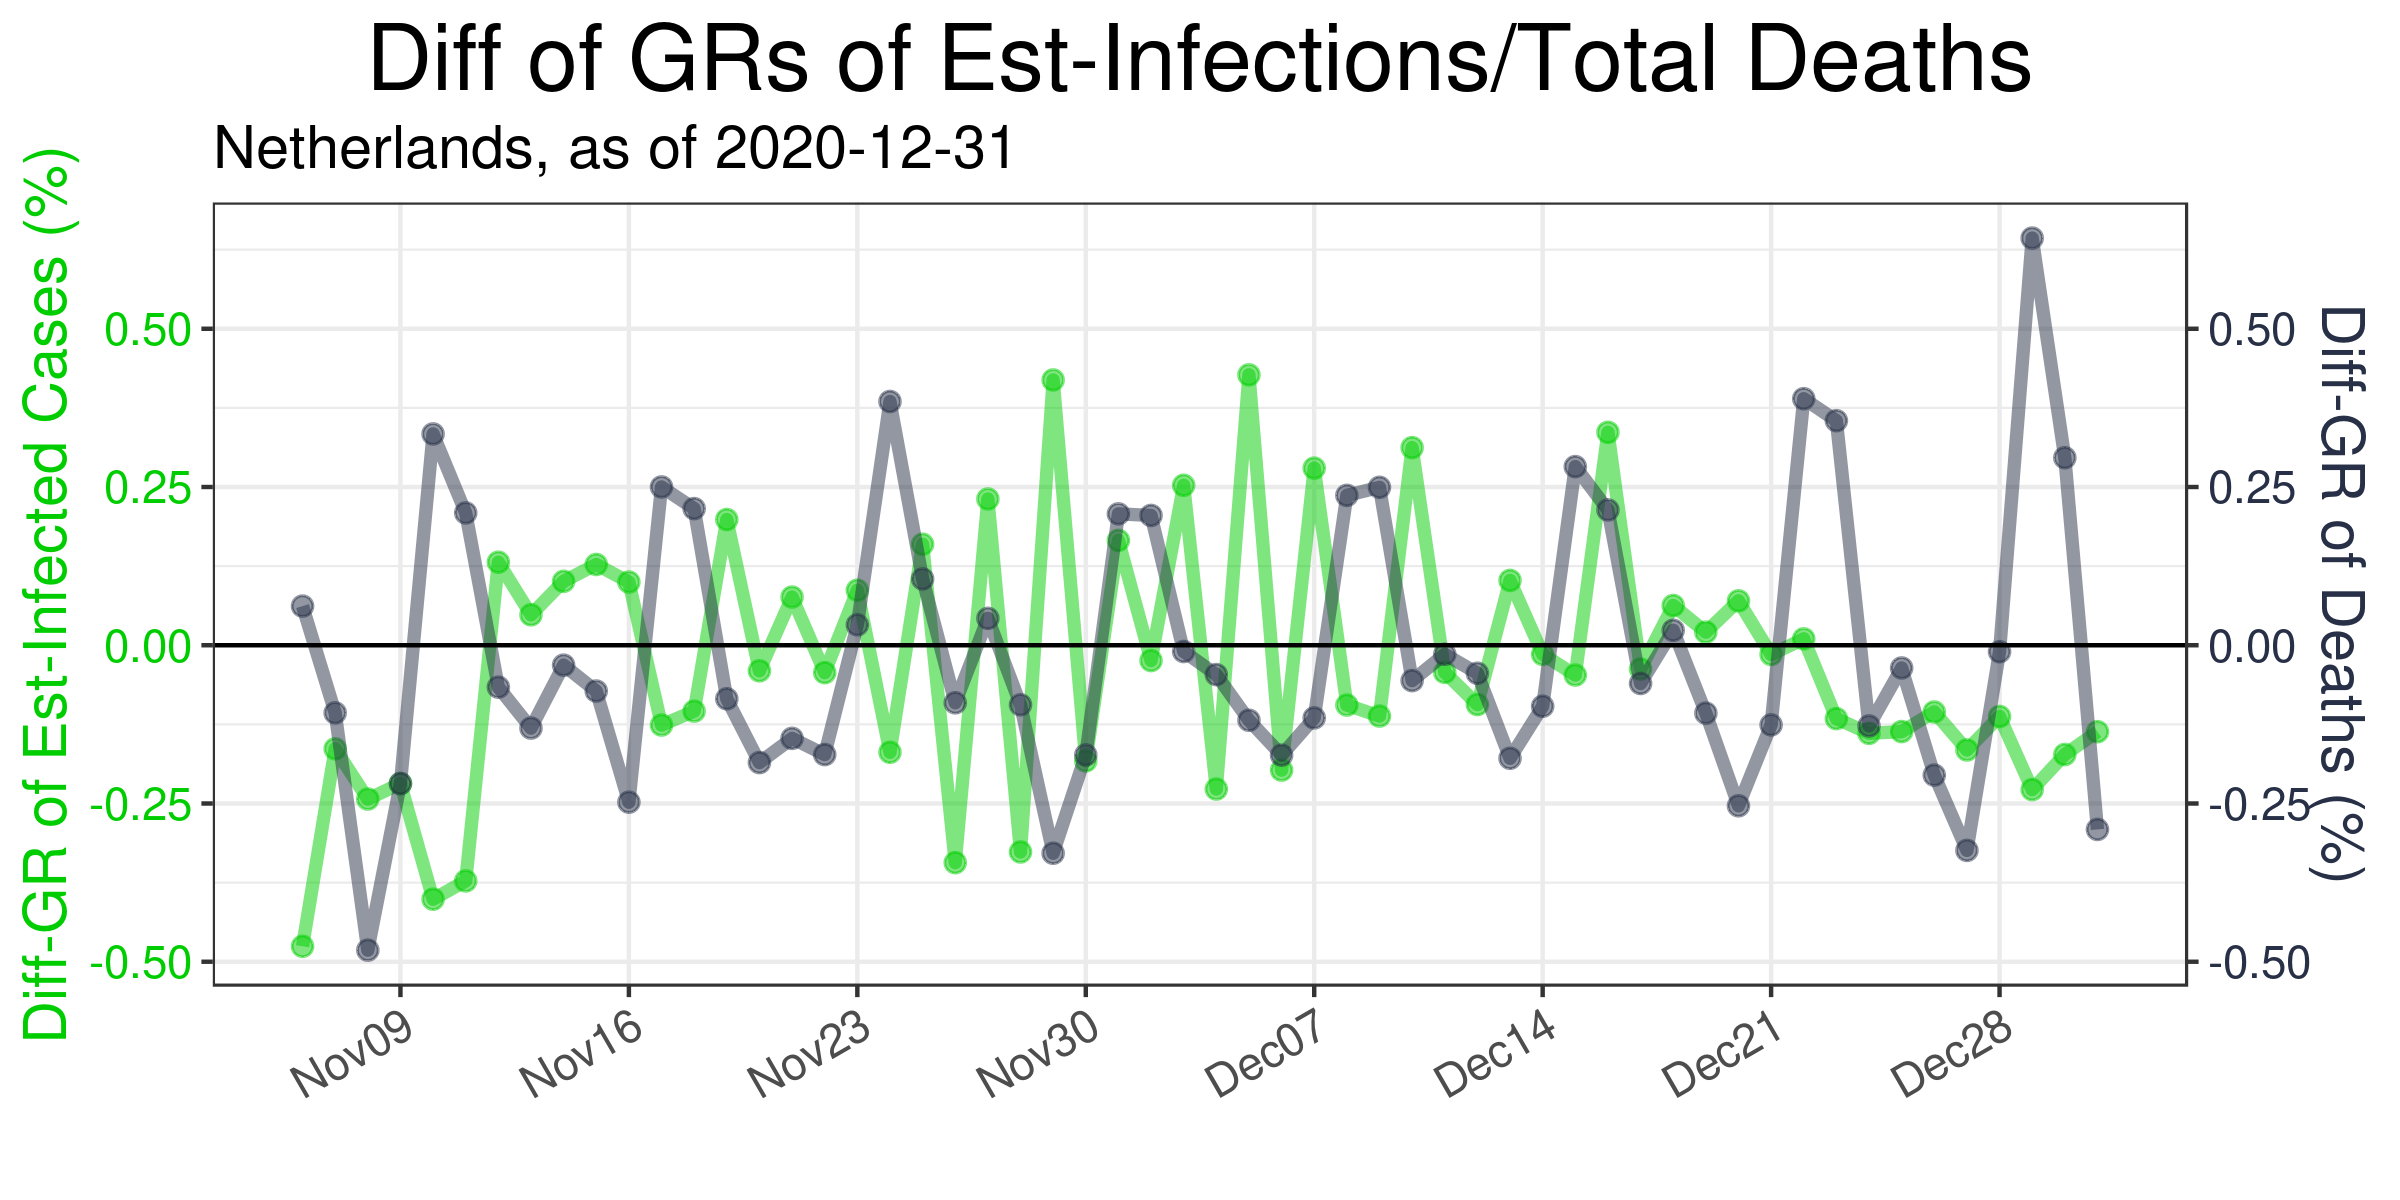 Diff of GRs of Est-Infections/Total Deaths
Netherlands, as of 2020-12-31
Diff-GR of Est-Infected Cases (%)
0.50
0.25
0.00
-0.25
-0.50
0.50
0.25
0.00
-0.25
-0.50
Diff-GR of Deaths (%)
Nov09
Nov16
Nov23
Nov30
Dec07
Dec14
Dec21
Dec28